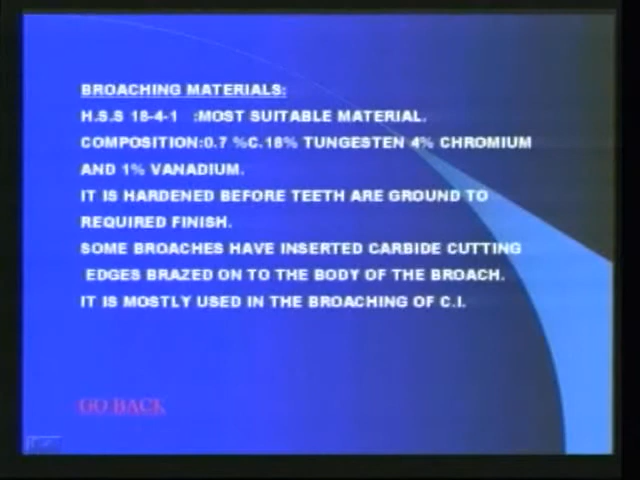 BROACHING MATERIALS:
H.S.S 18-4-1 :MOST SUITABLE MATERIAL.
COMPOSITION:0.7 %C.18% TUNGESTEN 4% CHROMIUM
AND 1% VANADIUM.
IT IS HARDENED BEFORE TEETH ARE GROUND TO
REQUIRED FINISH.
SOME BROACHES HAVE INSERTED CARBIDE CUTTING
EDGES BRAZED ON TO THE BODY OF THE BROACH.
IT IS MOSTLY USED IN THE BROACHING OF C.I.
GO BACK